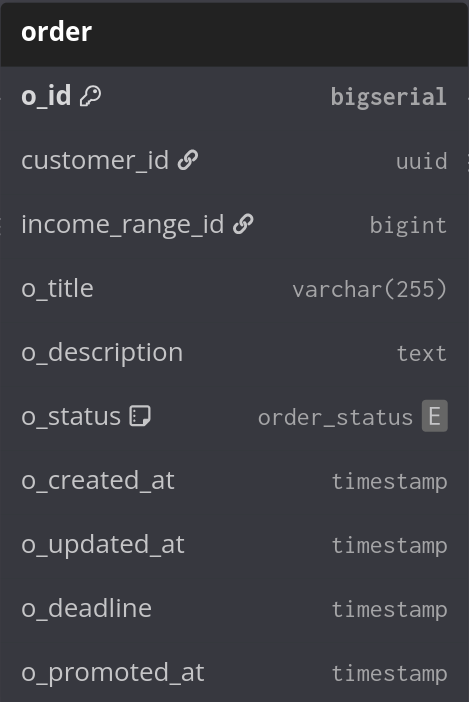 order
o_id bigserial
customer_id uuid
income_range_id bigint
o_title varchar(255)
o_description text
o_status order_status E
o_created_at timestamp
o_updated_at timestamp
o_deadline timestamp
o_promoted_at timestamp